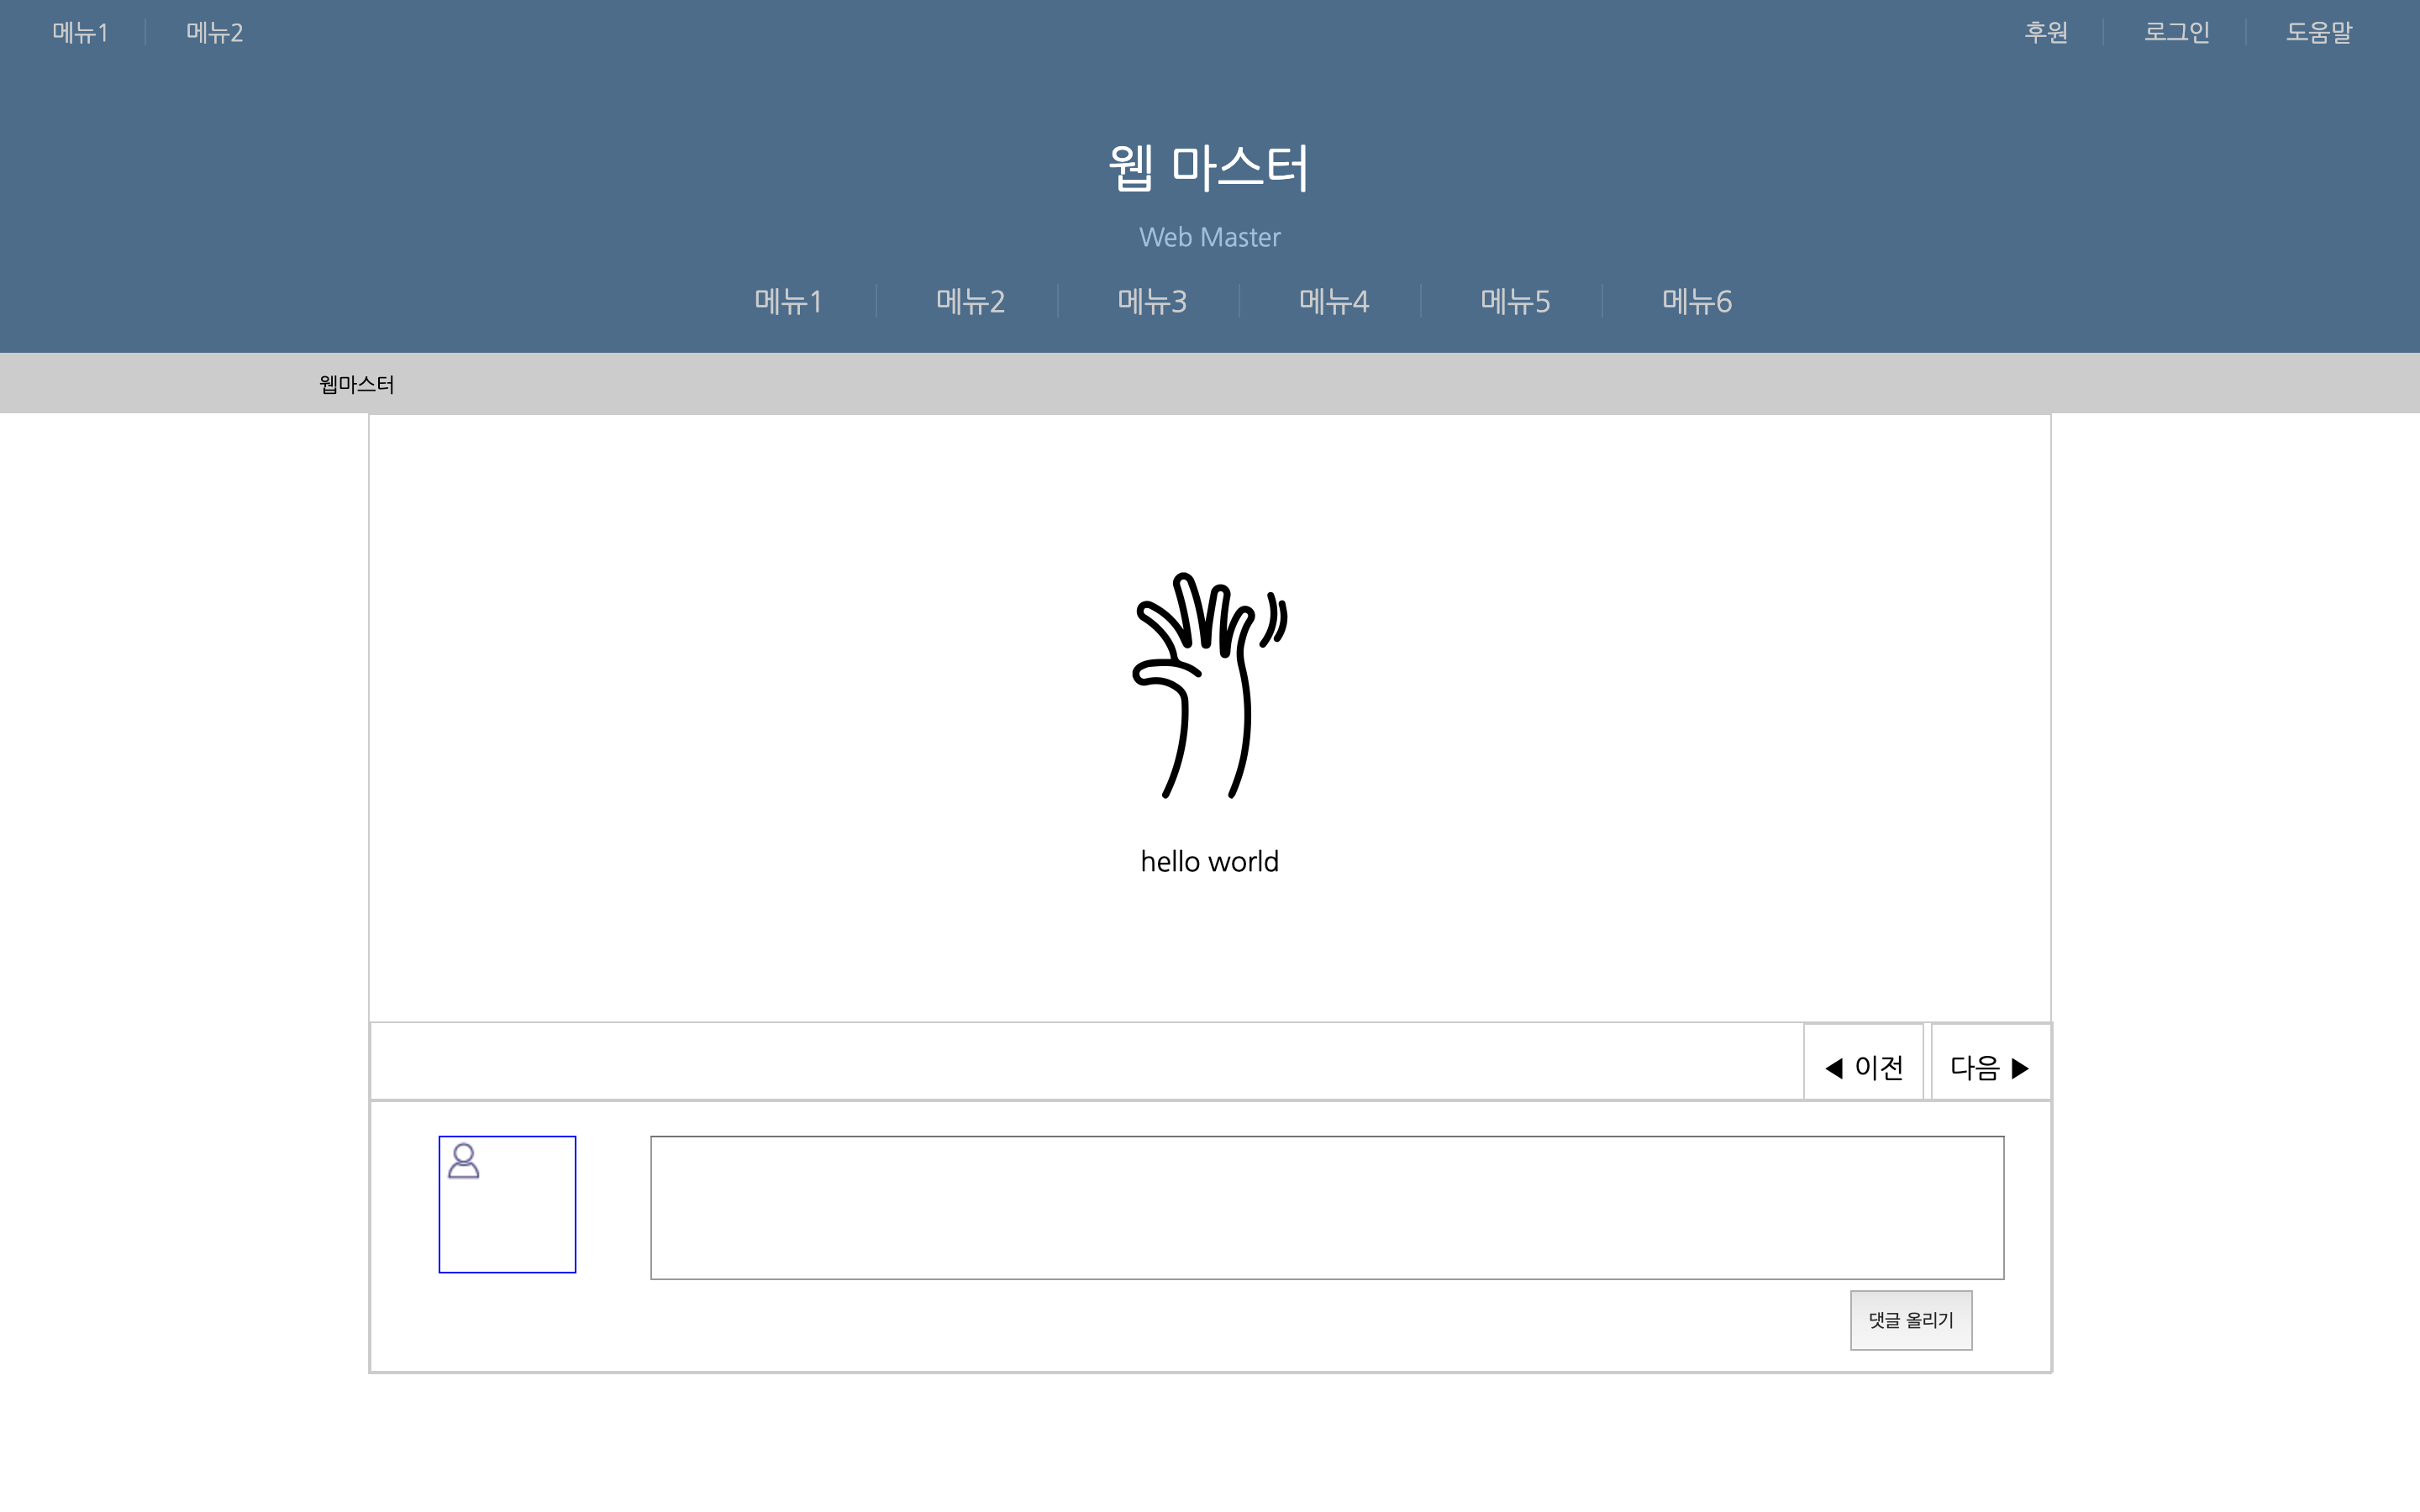 메뉴1 메뉴2 후원 로그인 도움말
웹 마스터
Web Master
메뉴1 메뉴2 메뉴3 메뉴4 메뉴5 메뉴6
웹마스터
hello world
◀ 이전 다음 ▶
댓글 올리기